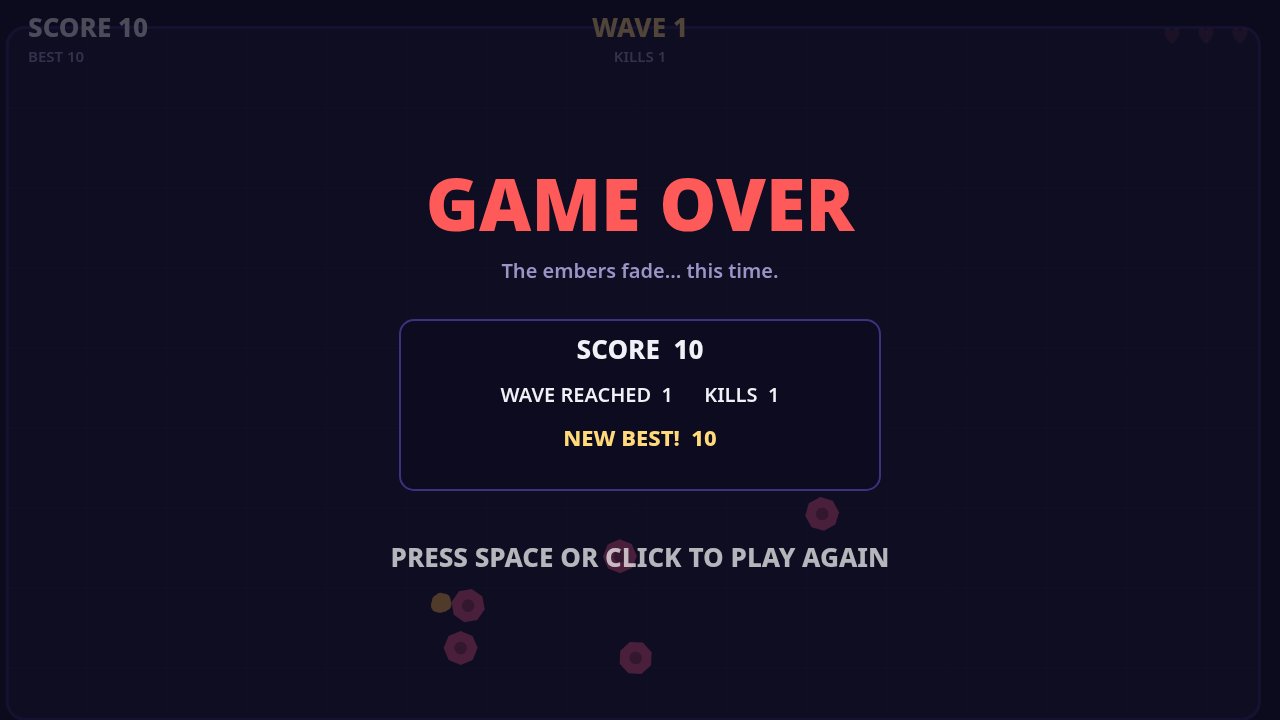 SCORE 10
WAVE 1
BEST 10
KILLS 1
GAME OVER
The embers fade... this time.
SCORE 10
WAVE REACHED 1 KILLS 1
NEW BEST! 10
PRESS SPACE OR CLICK TO PLAY AGAIN